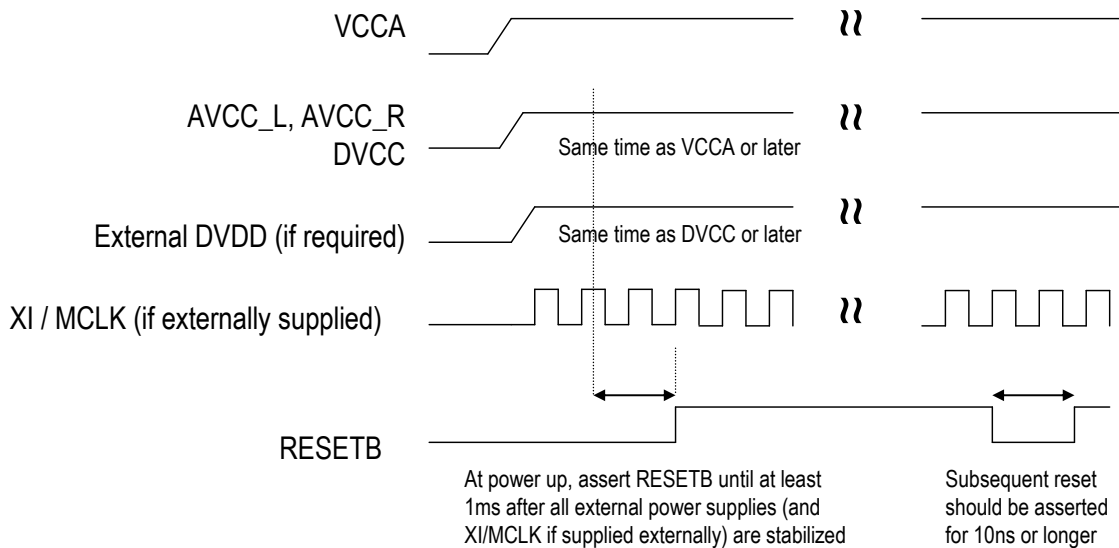 VCCA
AVCC_L, AVCC_R
DVCC
Same time as VCCA or later
External DVDD (if required)
Same time as DVCC or later
XI / MCLK (if externally supplied)
RESETB
At power up, assert RESETB until at least
1ms after all external power supplies (and
XI/MCLK if supplied externally) are stabilized
Subsequent reset
should be asserted
for 10ns or longer